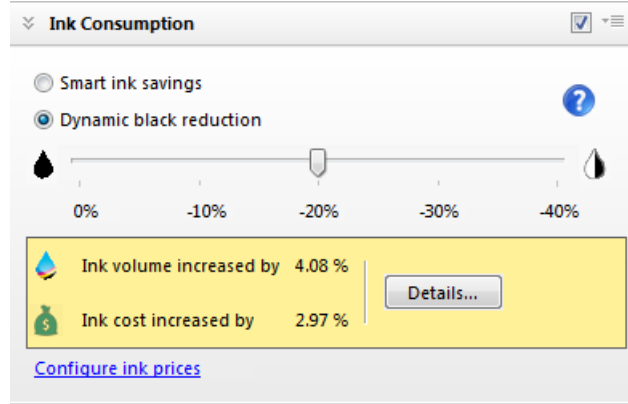 Ink Consumption
Smart ink savings
Dynamic black reduction
0% -10% -20% -30% -40%
Ink volume increased by 4.08 %
Details...
Ink cost increased by 2.97 %
Configure ink prices